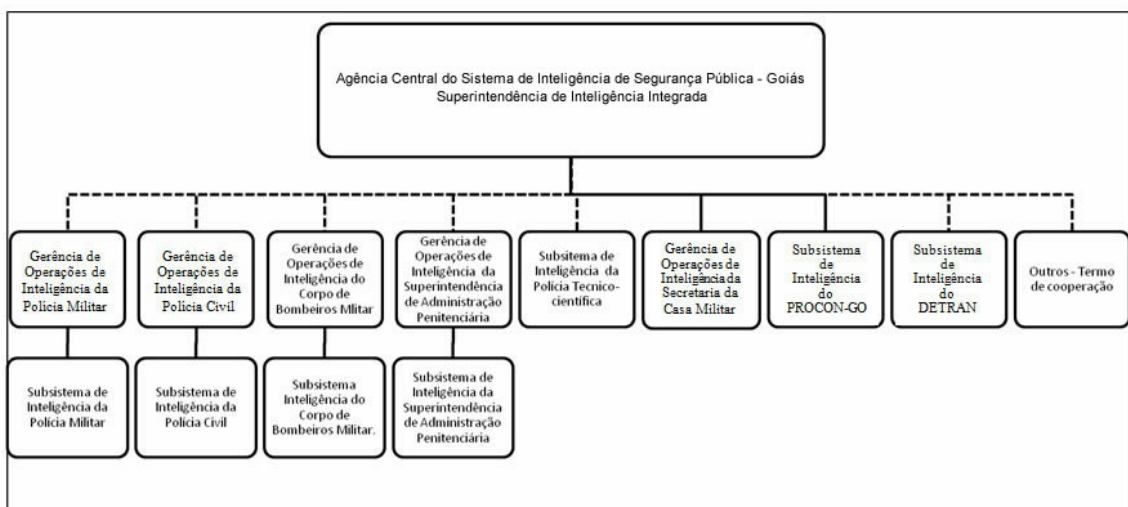 Agência Central do Sistema de Inteligência de Segurança Pública - Goiás
Superintendência de Inteligência Integrada
Gerência de
Operações de
Inteligência da
Polícia Militar
Gerência de
Operações de
Inteligência da
Polícia Civil
Gerência de
Operações de
Inteligência do
Corpo de
Bombeiros Mlitar
Gerência de
Operações de
Inteligência da
Superintendência
de Administração
Penitenciária
Subsitema de
Inteligência da
Polícia Tecnico-
científica
Gerência de
Operações de
Inteligência da
Secretaria da
Casa Militar
Subsistema
de
Inteligência
do
PROCON-GO
Subsistema
de
Inteligência
do
DETRAN
Outros - Termo
de cooperação
Subsistema de
Inteligência da
Polícia Militar
Subsistema de
Inteligência da
Polícia Civil
Subsistema
Inteligência do
Corpo de
Bombeiros Militar.
Subsistema de
Inteligência da
Superintendência
de Administração
Penitenciária